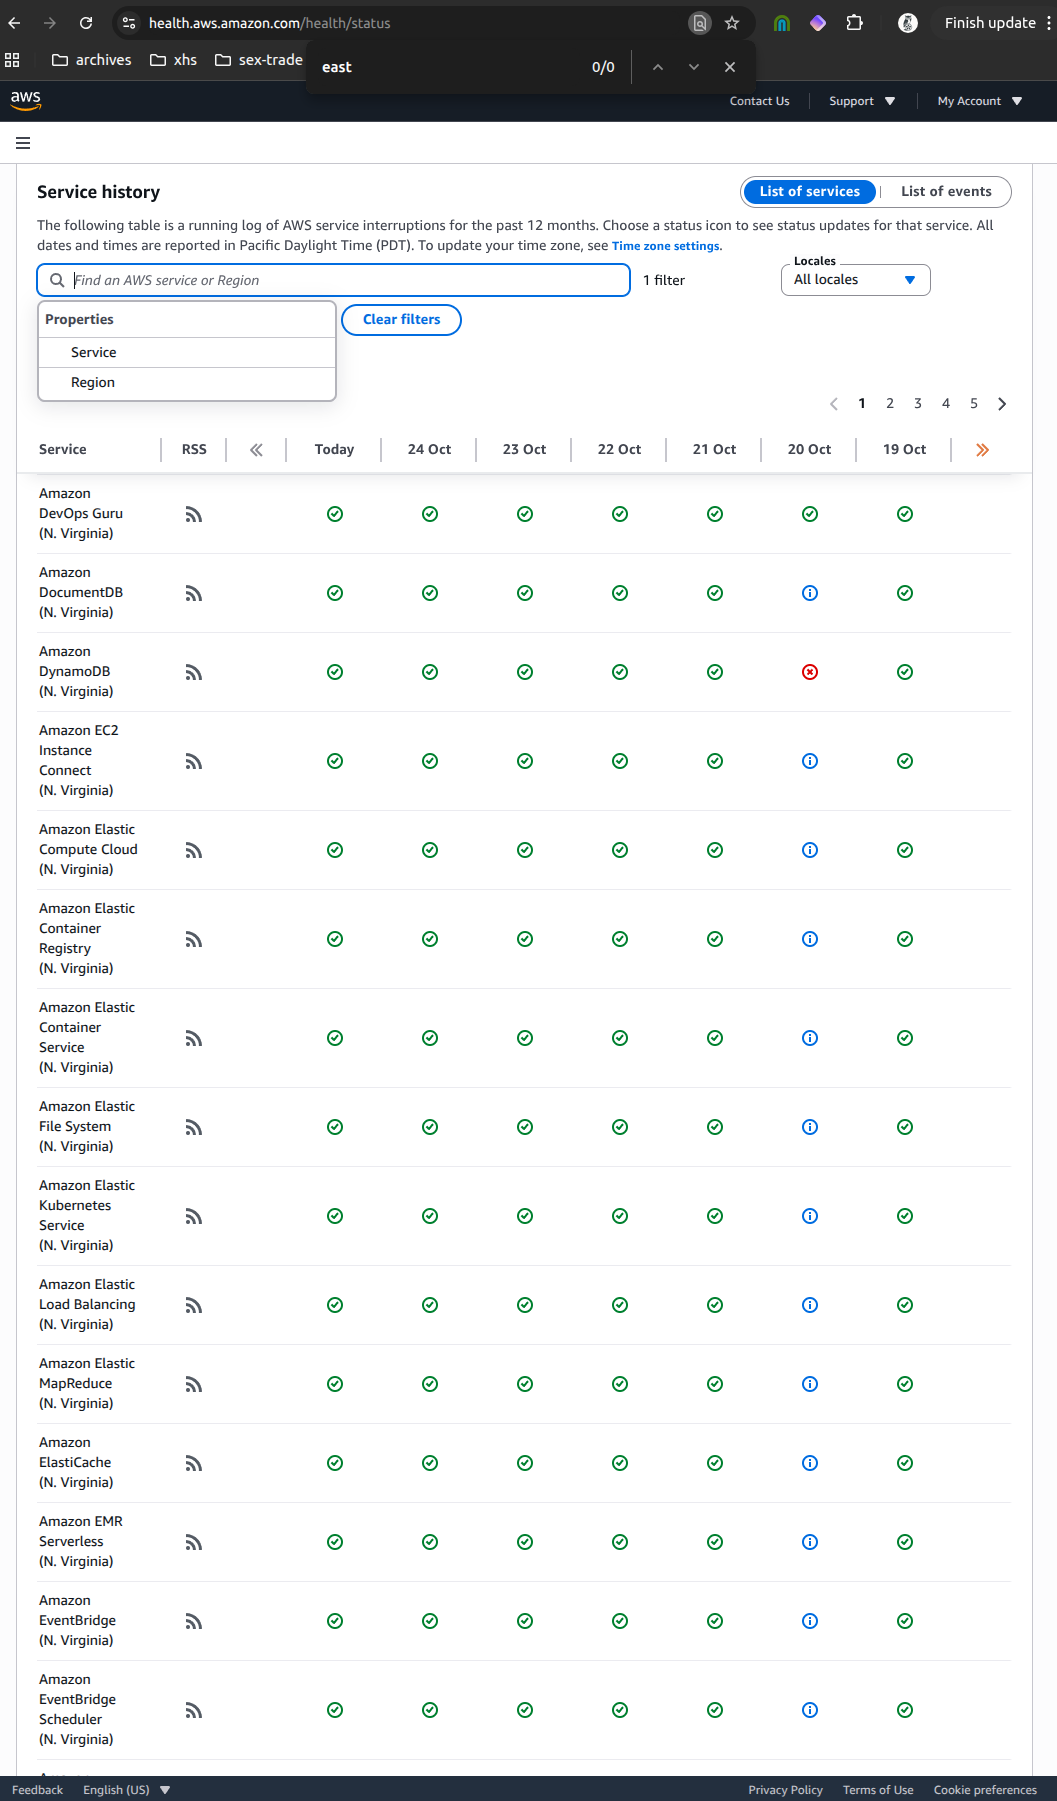 health.aws.amazon.com/health/status
Finish update
archives
xhs
sex-trade
east
0/0
aws
Contact Us
Support
My Account
Service history
List of services
List of events
The following table is a running log of AWS service interruptions for the past 12 months. Choose a status icon to see status updates for that service. All
dates and times are reported in Pacific Daylight Time (PDT). To update your time zone, see Time zone settings.
Find an AWS service or Region
1 filter
Locales
All locales
Properties
Clear filters
Service
Region
1 2 3 4 5
Service RSS Today 24 Oct 23 Oct 22 Oct 21 Oct 20 Oct 19 Oct
Amazon
DevOps Guru
(N. Virginia)
Amazon
DocumentDB
(N. Virginia)
Amazon
DynamoDB
(N. Virginia)
Amazon EC2
Instance
Connect
(N. Virginia)
Amazon Elastic
Compute Cloud
(N. Virginia)
Amazon Elastic
Container
Registry
(N. Virginia)
Amazon Elastic
Container
Service
(N. Virginia)
Amazon Elastic
File System
(N. Virginia)
Amazon Elastic
Kubernetes
Service
(N. Virginia)
Amazon Elastic
Load Balancing
(N. Virginia)
Amazon Elastic
MapReduce
(N. Virginia)
Amazon
ElastiCache
(N. Virginia)
Amazon EMR
Serverless
(N. Virginia)
Amazon
EventBridge
(N. Virginia)
Amazon
EventBridge
Scheduler
(N. Virginia)
Feedback
English (US)
Privacy Policy
Terms of Use
Cookie preferences